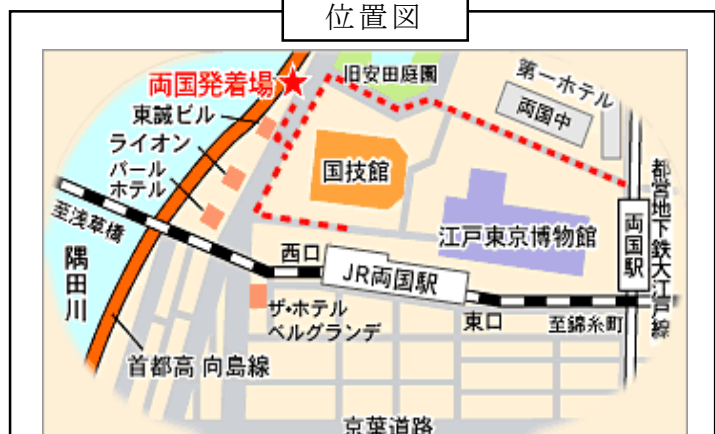 位置図
両国発着場
旧安田庭園
第一ホテル
両国中
東誠ビル
ライオン
パール
ホテル
国技館
至浅草橋
江戸東京博物館
都営地下鉄大江戸線
両国駅
隅田川
西口
JR両国駅
ザ・ホテル
ベルグランデ
東口
至錦糸町
首都高 向島線
京葉道路